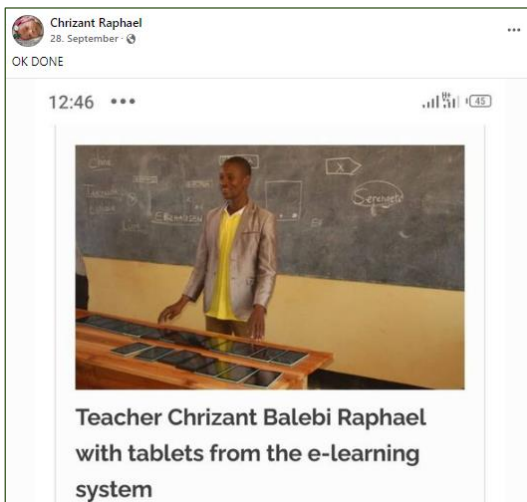 Chrizant Raphael
28. September ·
OK DONE
12:46
45
X
Teacher Chrizant Balebi Raphael
with tablets from the e-learning
system